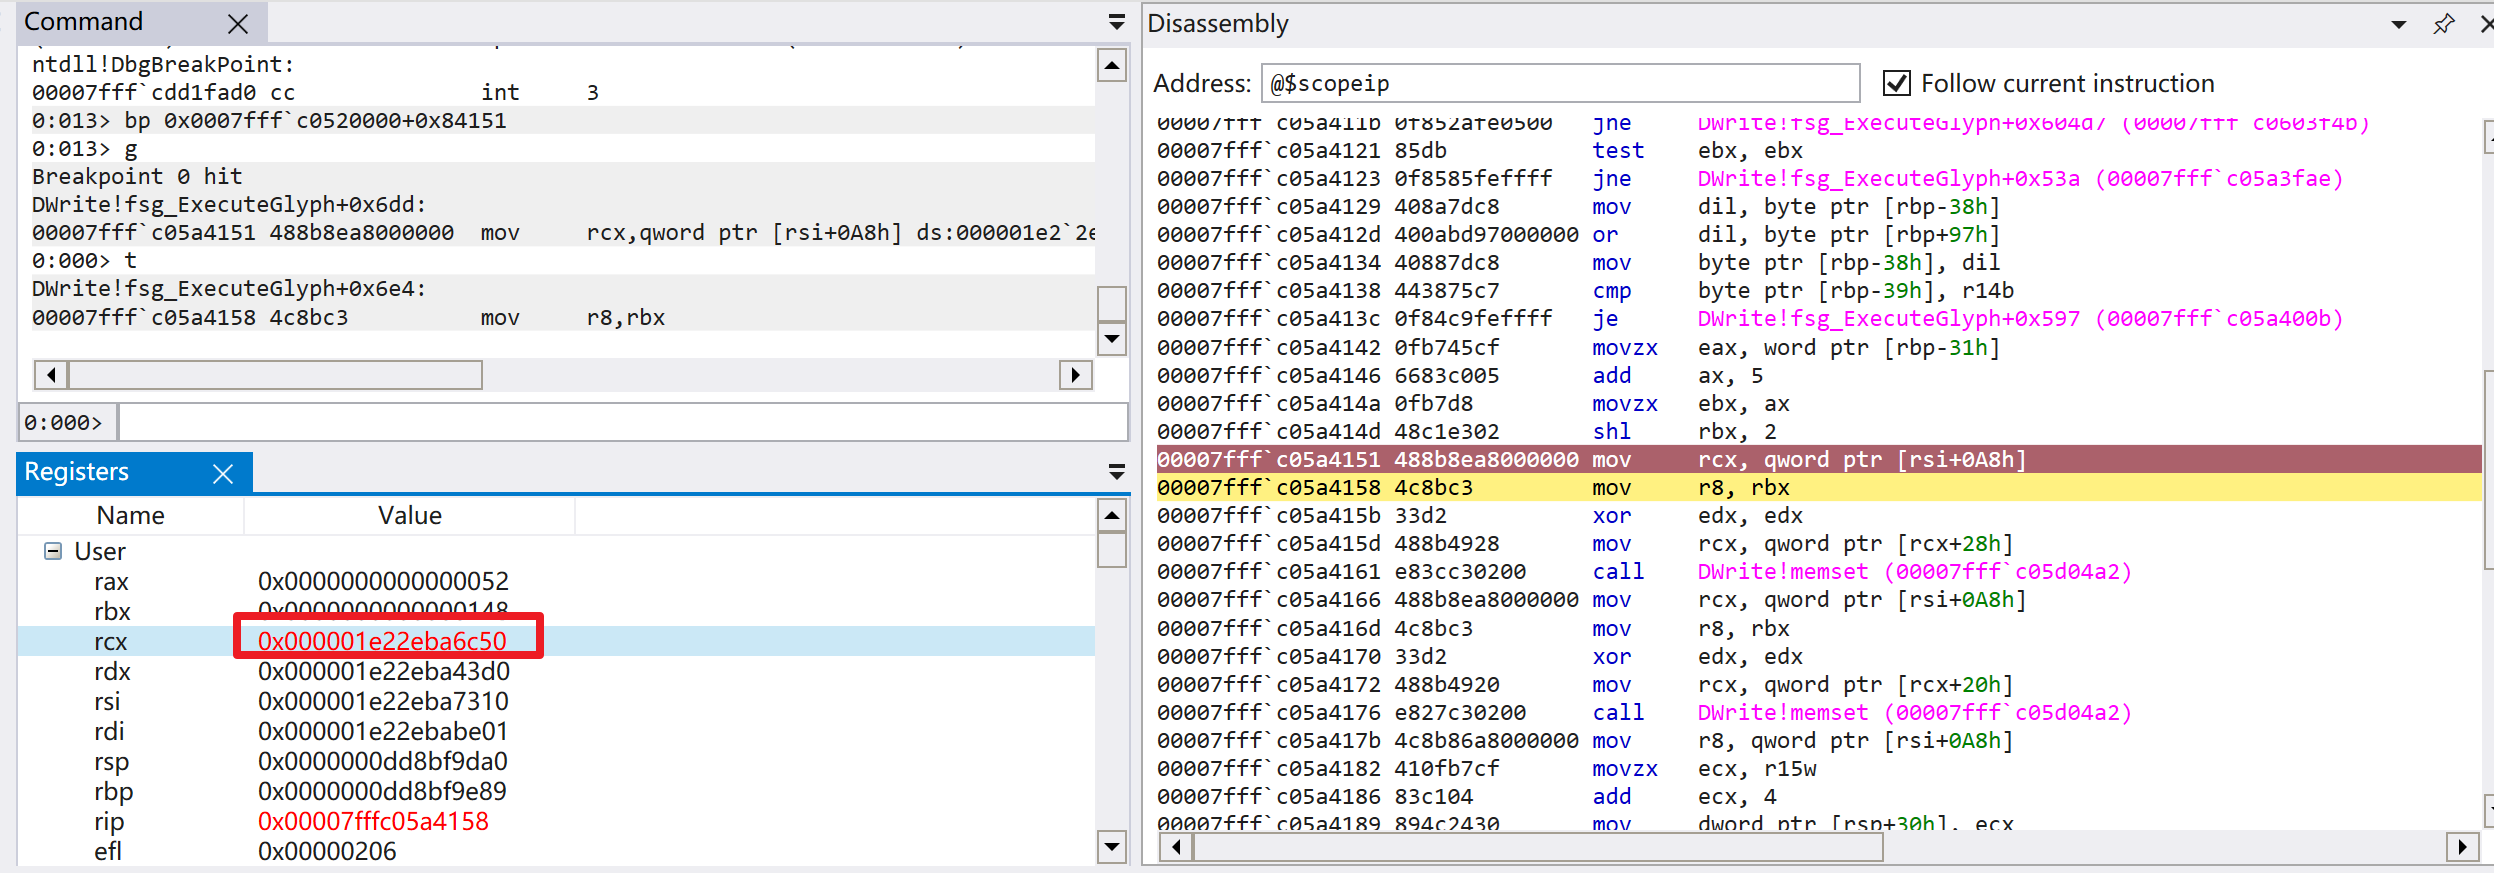 Command
ntdll!DbgBreakPoint:
00007fff`cdd1fad0 cc              int     3
0:013> bp 0x0007fff`c0520000+0x84151
0:013> g
Breakpoint 0 hit
DWrite!fsg_ExecuteGlyph+0x6dd:
00007fff`c05a4151 488b8ea8000000  mov     rcx,qword ptr [rsi+0A8h] ds:000001e2`2e
0:000> t
DWrite!fsg_ExecuteGlyph+0x6e4:
00007fff`c05a4158 4c8bc3          mov     r8,rbx
0:000>
Registers
Name Value
User
rax 0x0000000000000052
rbx 0x0000000000000148
rcx 0x000001e22eba6c50
rdx 0x000001e22eba43d0
rsi 0x000001e22eba7310
rdi 0x000001e22ebabe01
rsp 0x0000000dd8bf9da0
rbp 0x0000000dd8bf9e89
rip 0x00007fffc05a4158
efl 0x00000206
Disassembly
Address: @$scopeip Follow current instruction
00007fff`c05a411b 0f852afe0500   jne     DWrite!fsg_ExecuteGlyph+0x604d7 (00007fff`c0603f4b)
00007fff`c05a4121 85db           test    ebx, ebx
00007fff`c05a4123 0f8585feffff   jne     DWrite!fsg_ExecuteGlyph+0x53a (00007fff`c05a3fae)
00007fff`c05a4129 408a7dc8       mov     dil, byte ptr [rbp-38h]
00007fff`c05a412d 400abd97000000 or      dil, byte ptr [rbp+97h]
00007fff`c05a4134 40887dc8       mov     byte ptr [rbp-38h], dil
00007fff`c05a4138 443875c7       cmp     byte ptr [rbp-39h], r14b
00007fff`c05a413c 0f84c9feffff   je      DWrite!fsg_ExecuteGlyph+0x597 (00007fff`c05a400b)
00007fff`c05a4142 0fb745cf       movzx   eax, word ptr [rbp-31h]
00007fff`c05a4146 6683c005       add     ax, 5
00007fff`c05a414a 0fb7d8         movzx   ebx, ax
00007fff`c05a414d 48c1e302       shl     rbx, 2
00007fff`c05a4151 488b8ea8000000 mov     rcx, qword ptr [rsi+0A8h]
00007fff`c05a4158 4c8bc3         mov     r8, rbx
00007fff`c05a415b 33d2           xor     edx, edx
00007fff`c05a415d 488b4928       mov     rcx, qword ptr [rcx+28h]
00007fff`c05a4161 e83cc30200     call    DWrite!memset (00007fff`c05d04a2)
00007fff`c05a4166 488b8ea8000000 mov     rcx, qword ptr [rsi+0A8h]
00007fff`c05a416d 4c8bc3         mov     r8, rbx
00007fff`c05a4170 33d2           xor     edx, edx
00007fff`c05a4172 488b4920       mov     rcx, qword ptr [rcx+20h]
00007fff`c05a4176 e827c30200     call    DWrite!memset (00007fff`c05d04a2)
00007fff`c05a417b 4c8b86a8000000 mov     r8, qword ptr [rsi+0A8h]
00007fff`c05a4182 410fb7cf       movzx   ecx, r15w
00007fff`c05a4186 83c104         add     ecx, 4
00007fff`c05a4189 894c2430       mov     dword ptr [rsp+30h], ecx